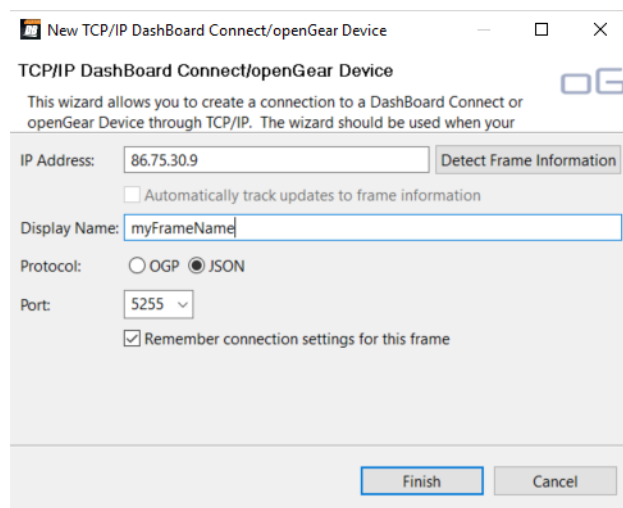 DB New TCP/IP DashBoard Connect/openGear Device
TCP/IP DashBoard Connect/openGear Device
oG
This wizard allows you to create a connection to a DashBoard Connect or
openGear Device through TCP/IP. The wizard should be used when your
IP Address: 86.75.30.9 Detect Frame Information
Automatically track updates to frame information
Display Name: myFrameName
Protocol: OGP JSON
Port: 5255
Remember connection settings for this frame
Finish Cancel